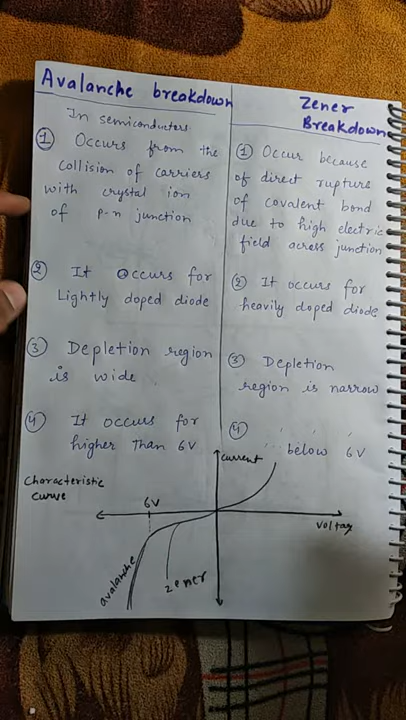 Avalanche breakdown
In semiconductors
① Occurs from the
Collision of carriers
with crystal ion
of p-n junction
② It occurs for
Lightly doped diode
③ Depletion region
is wide
④ It occurs for
higher than 6V
Zener
Breakdown
① Occur because
of direct rupture
of covalent bond
due to high electric
field across junction
② It occurs for
heavily doped diode
③ Depletion
region is narrow
④ " " "
... below 6V
Characteristic
curve
current
6V
voltag
avalanche
zener